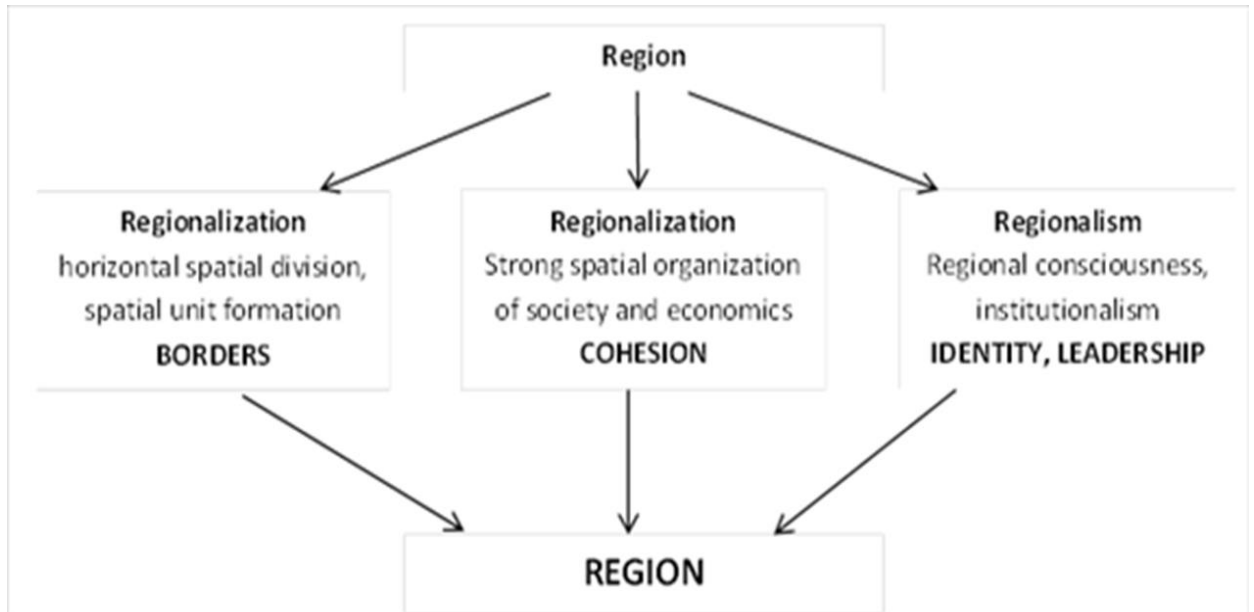 Region
Regionalization
horizontal spatial division,
spatial unit formation
BORDERS
Regionalization
Strong spatial organization
of society and economics
COHESION
Regionalism
Regional consciousness,
institutionalism
IDENTITY, LEADERSHIP
REGION